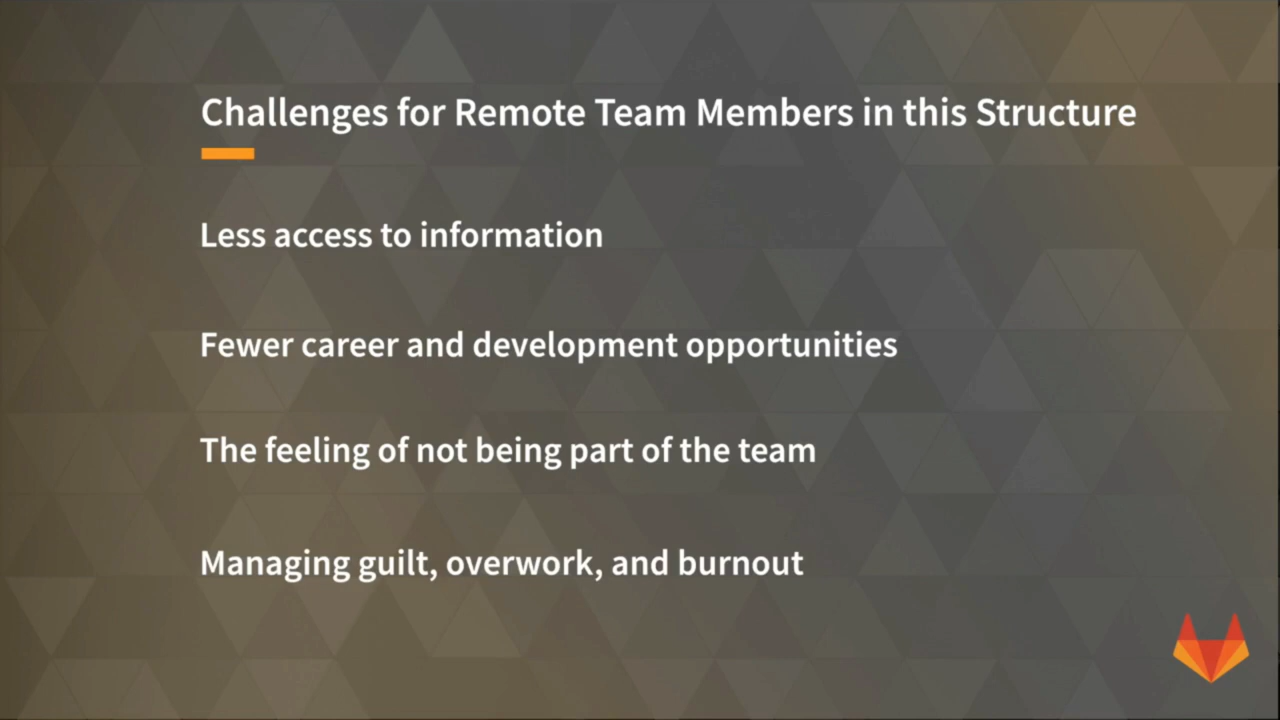 Challenges for Remote Team Members in this Structure
Less access to information
Fewer career and development opportunities
The feeling of not being part of the team
Managing guilt, overwork, and burnout